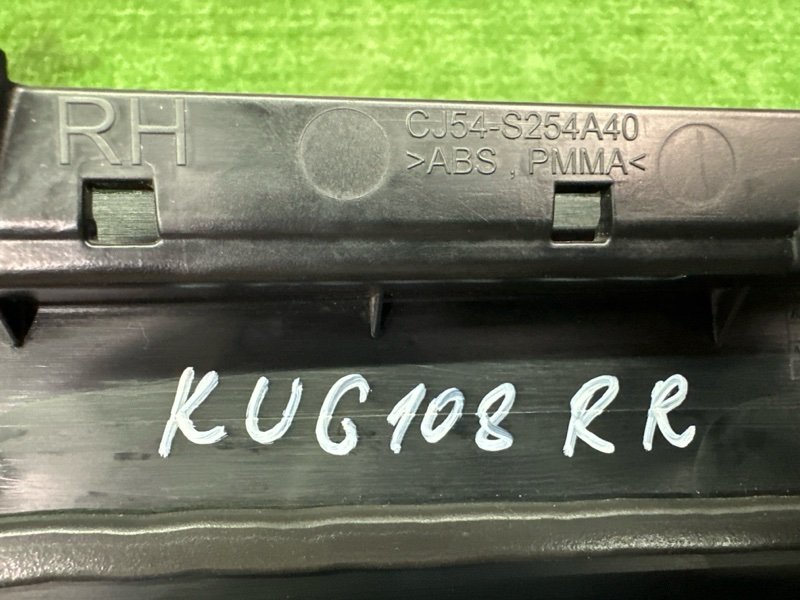 RH
CJ54-S254A40
>ABS , PMMA<
KUG108 RR